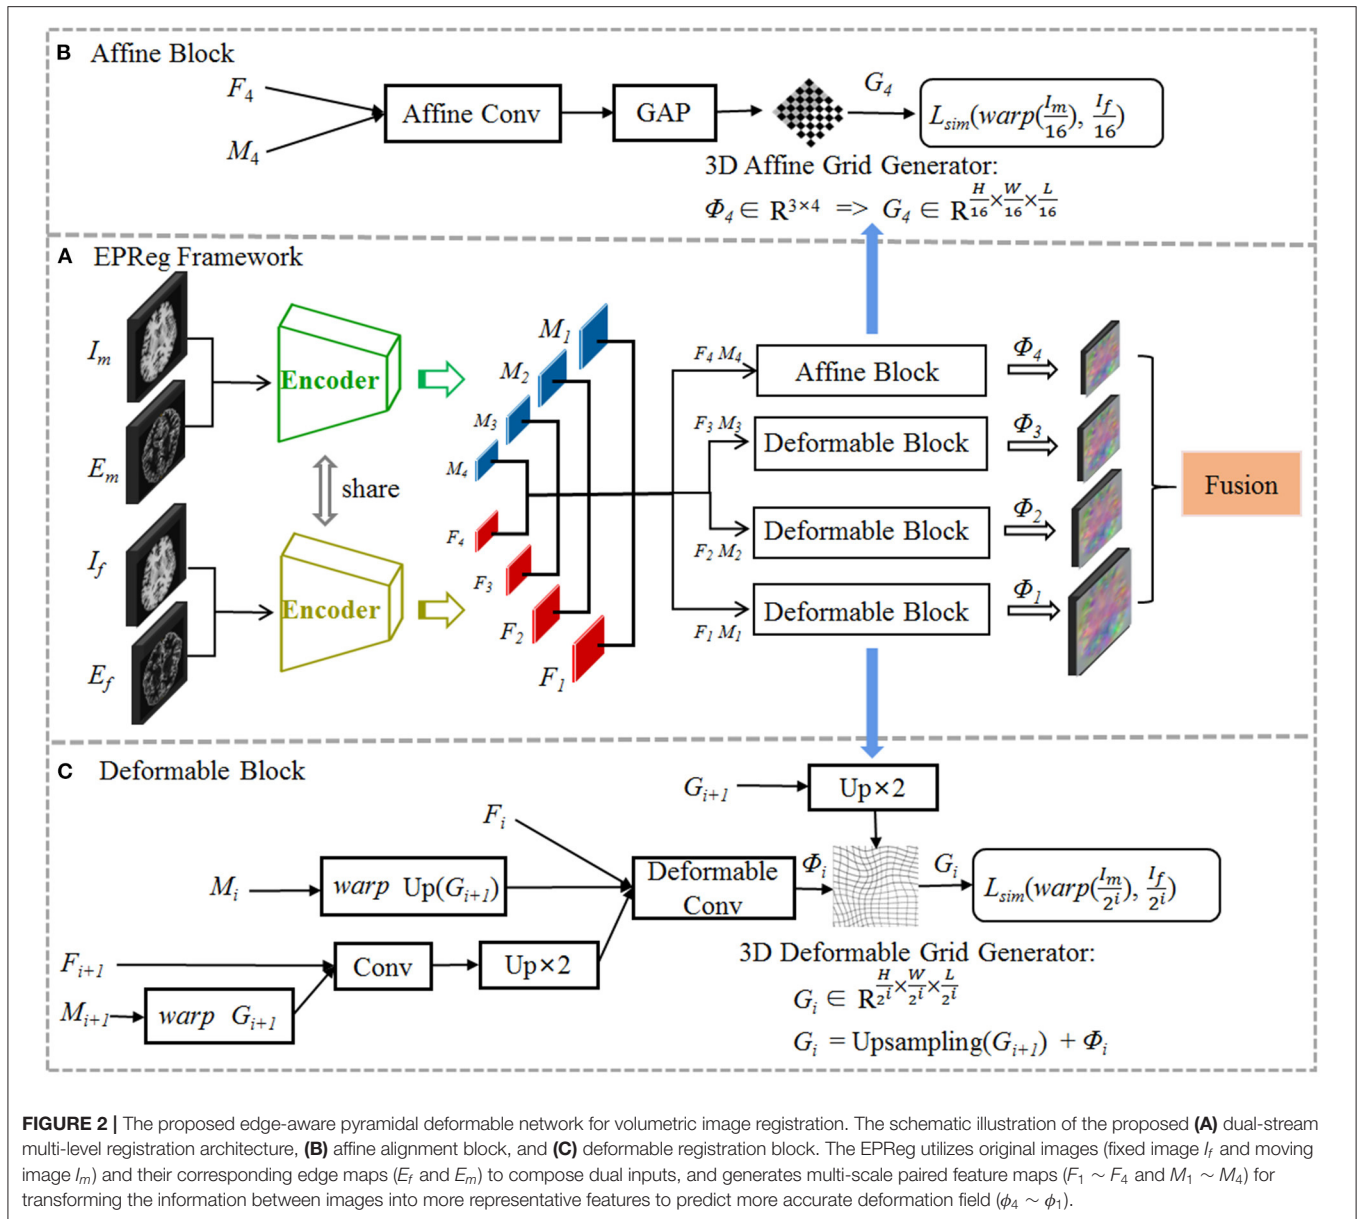 B Affine Block
F4
M4
Affine Conv
GAP
G4
Lsim(warp(Im/16), If/16)
3D Affine Grid Generator:
Φ4 ∈ R^3×4 => G4 ∈ R^H/16×W/16×L/16
A EPReg Framework
Im
Em
If
Ef
Encoder
share
Encoder
M1
M2
M3
M4
F4
F3
F2
F1
F4 M4
Affine Block
Φ4
F3 M3
Deformable Block
Φ3
F2 M2
Deformable Block
Φ2
F1 M1
Deformable Block
Φ1
Fusion
C Deformable Block
Gi+1
Up×2
Fi
Mi
warp Up(Gi+1)
Deformable
Conv
Φi
Gi
Lsim(warp(Im/2^i), If/2^i)
Fi+1
Conv
Up×2
Mi+1
warp Gi+1
3D Deformable Grid Generator:
Gi ∈ R^H/2^i×W/2^i×L/2^i
Gi = Upsampling(Gi+1) + Φi
FIGURE 2 | The proposed edge-aware pyramidal deformable network for volumetric image registration. The schematic illustration of the proposed (A) dual-stream
multi-level registration architecture, (B) affine alignment block, and (C) deformable registration block. The EPReg utilizes original images (fixed image If and moving
image Im) and their corresponding edge maps (Ef and Em) to compose dual inputs, and generates multi-scale paired feature maps (F1 ∼ F4 and M1 ∼ M4) for
transforming the information between images into more representative features to predict more accurate deformation field (ϕ4 ∼ ϕ1).